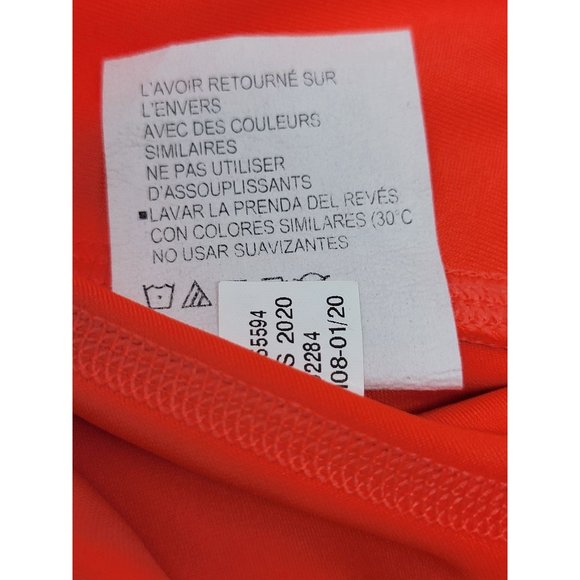 L'AVOIR RETOURNÉ SUR
L'ENVERS
AVEC DES COULEURS
SIMILAIRES
NE PAS UTILISER
D'ASSOUPLISSANTS
▪LAVAR LA PRENDA DEL REVÉS
CON COLORES SIMILARES (30°C
NO USAR SUAVIZANTES
5594
S 2020
2284
08-01/20